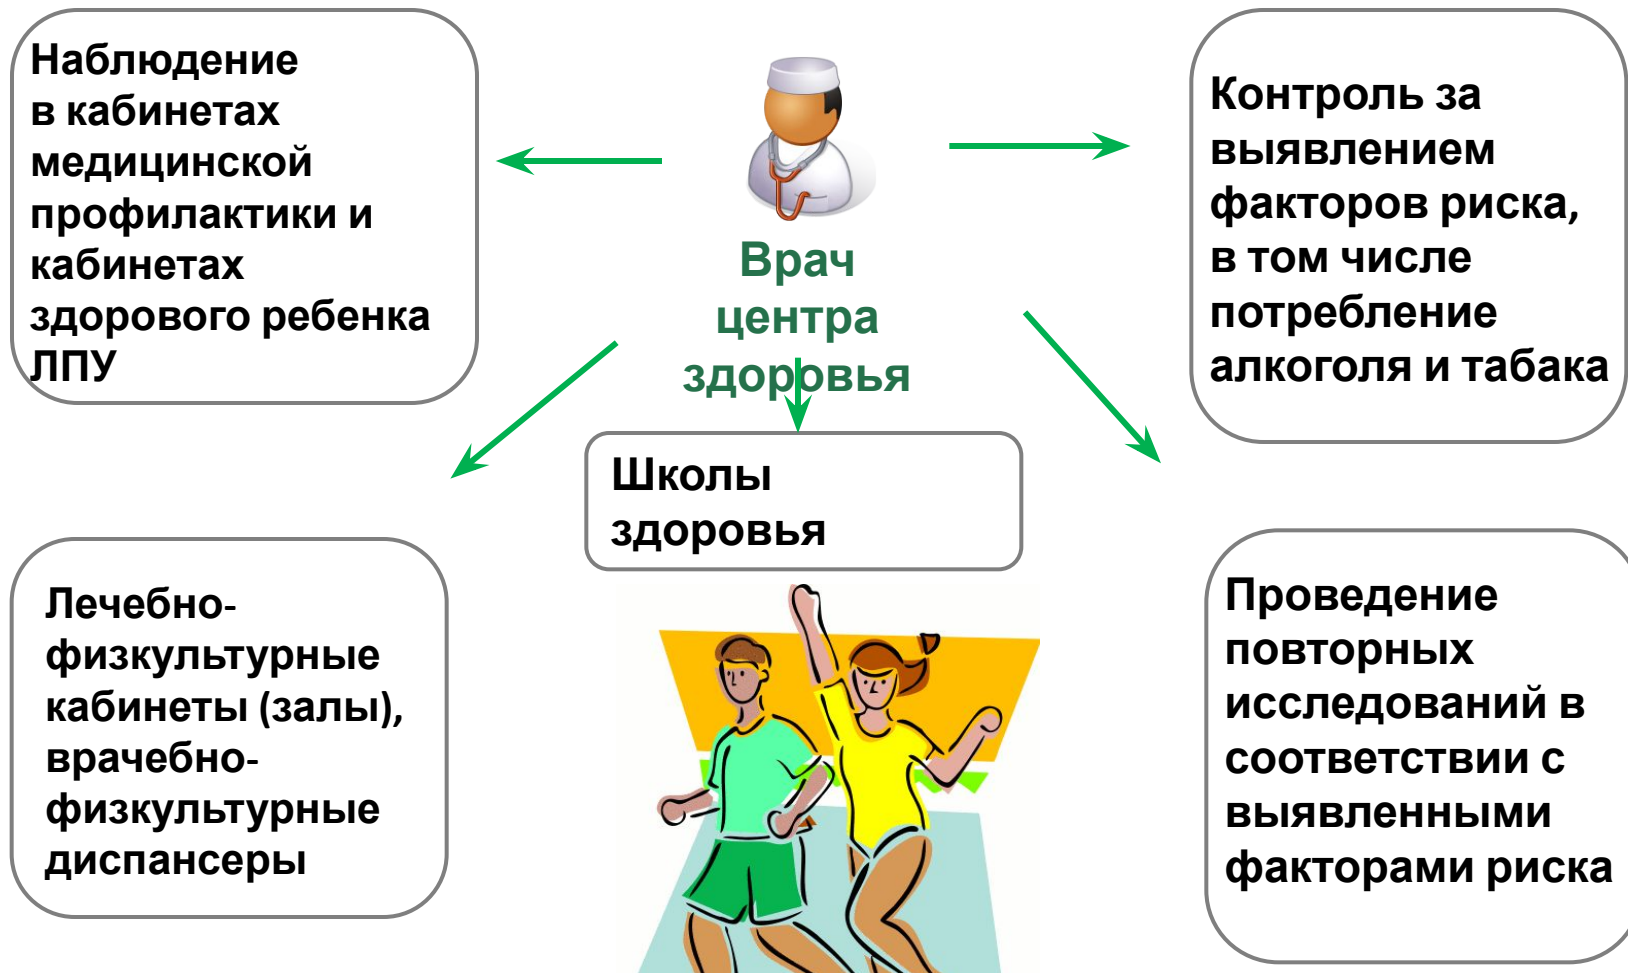 Наблюдение
в кабинетах
медицинской
профилактики и
кабинетах
здорового ребенка
ЛПУ
Врач
центра
здоровья
Контроль за
выявлением
факторов риска,
в том числе
потребление
алкоголя и табака
Школы
здоровья
Лечебно-
физкультурные
кабинеты (залы),
врачебно-
физкультурные
диспансеры
Проведение
повторных
исследований в
соответствии с
выявленными
факторами риска